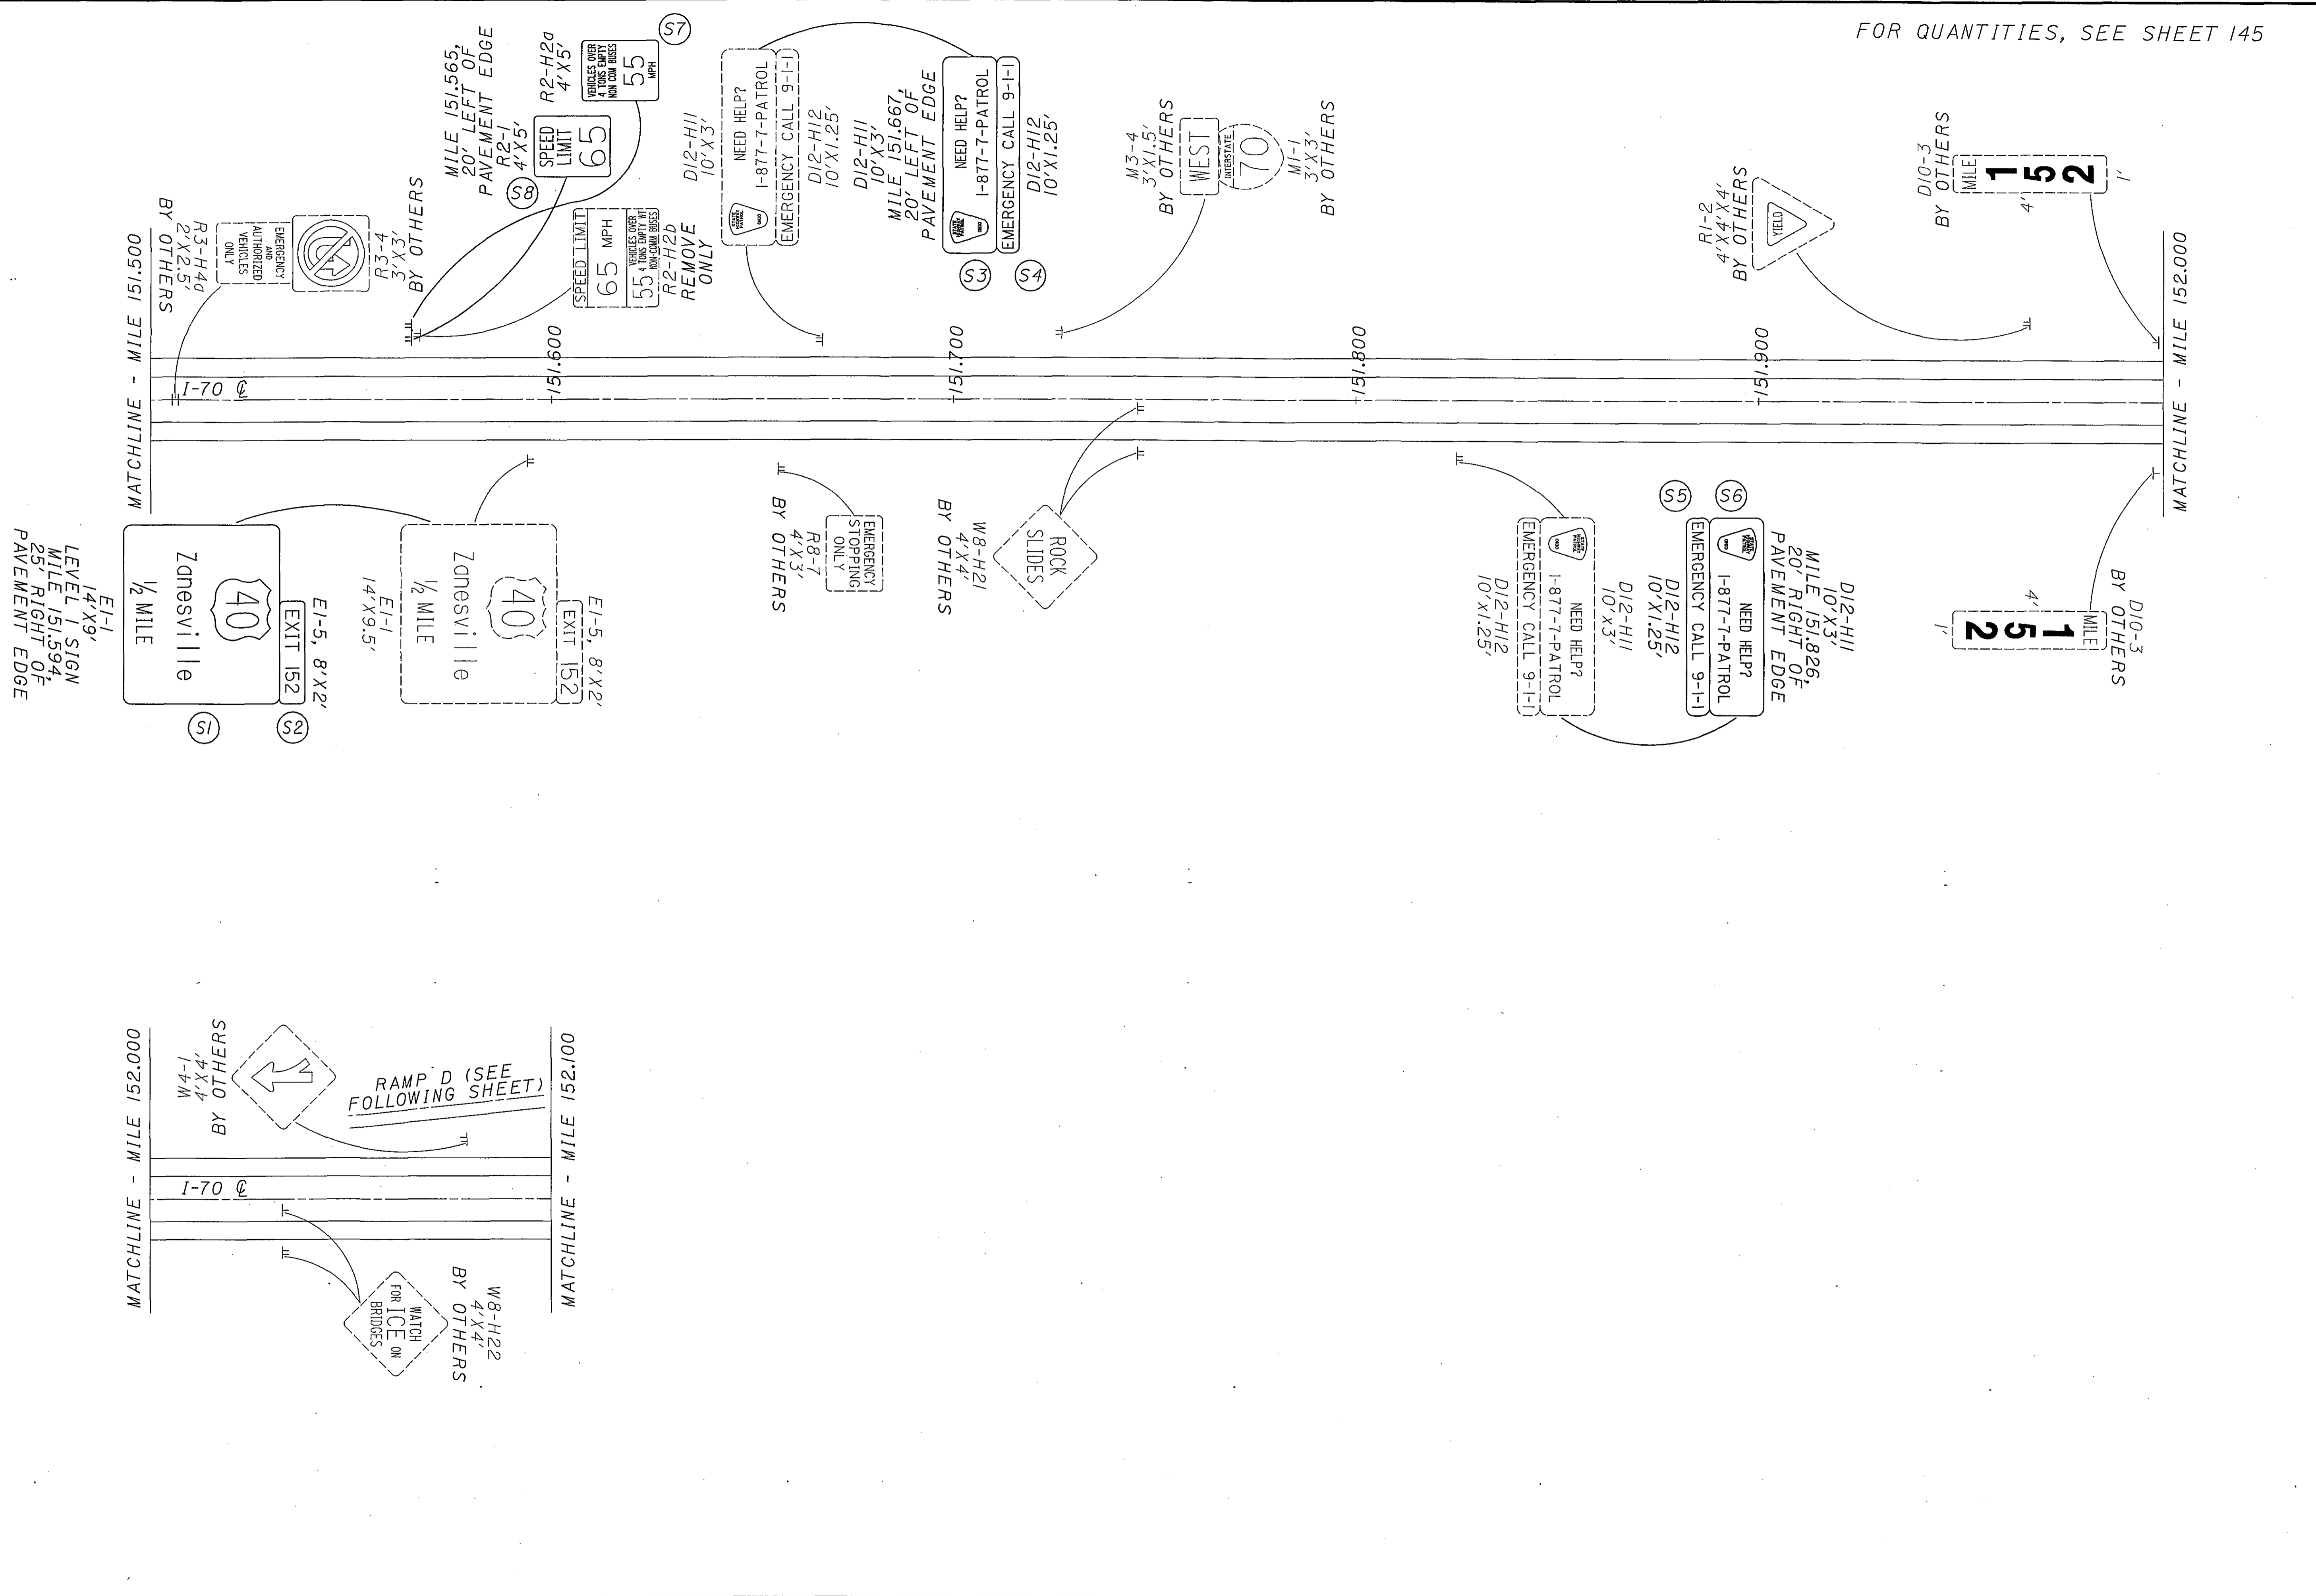 FOR QUANTITIES, SEE SHEET 145
MATCHLINE - MILE 151.500
R3-H4a
2'X2.5'
BY OTHERS
EMERGENCY
AND
AUTHORIZED
VEHICLES
ONLY
R3-4
3'X3'
BY OTHERS
MILE 151.565,
20' LEFT OF
PAVEMENT EDGE
R2-1
4'X5'
S8
SPEED
LIMIT
65
R2-H2a
4'X5'
VEHICLES OVER
4 TONS EMPTY
NON COM BUSES
55
MPH
S7
SPEED LIMIT
65 MPH
55
VEHICLES OVER
4 TONS EMPTY WT
NON-COMM BUSES
R2-H2b
REMOVE
ONLY
D12-H11
10'X3'
NEED HELP?
1-877-7-PATROL
EMERGENCY CALL 9-1-1
D12-H12
10'X1.25'
D12-H11
10'X3'
MILE 151.667,
20' LEFT OF
PAVEMENT EDGE
NEED HELP?
1-877-7-PATROL
EMERGENCY CALL 9-1-1
D12-H12
10'X1.25'
S3
S4
M3-4
3'X1.5'
BY OTHERS
WEST
INTERSTATE
70
M1-1
3'X3'
BY OTHERS
R1-2
4'X4'X4'
BY OTHERS
YIELD
D10-3
BY OTHERS
MILE
152
4'
1'
MATCHLINE - MILE 152.000
I-70 ℄
151.600
151.700
151.800
151.900
E1-1
LEVEL 1 SIGN
14'X9'
MILE 151.594,
25' RIGHT OF
PAVEMENT EDGE
EXIT 152
40
Zanesville
½ MILE
S1
S2
E1-5, 8'X2'
E1-1
14'X9.5'
EXIT 152
40
Zanesville
½ MILE
E1-5, 8'X2'
EMERGENCY
STOPPING
ONLY
R8-7
4'X3'
BY OTHERS
ROCK
SLIDES
W8-H21
4'X4'
BY OTHERS
NEED HELP?
1-877-7-PATROL
EMERGENCY CALL 9-1-1
D12-H11
10'X3'
D12-H12
10'X1.25'
S5
S6
NEED HELP?
1-877-7-PATROL
EMERGENCY CALL 9-1-1
D12-H12
10'X1.25'
D12-H11
10'X3'
MILE 151.826,
20' RIGHT OF
PAVEMENT EDGE
MILE
152
4'
1'
D10-3
BY OTHERS
MATCHLINE - MILE 152.000
W4-1
4'X4'
BY OTHERS
RAMP D (SEE
FOLLOWING SHEET)
MATCHLINE - MILE 152.100
I-70 ℄
WATCH
FOR ICE ON
BRIDGES
W8-H22
4'X4'
BY OTHERS